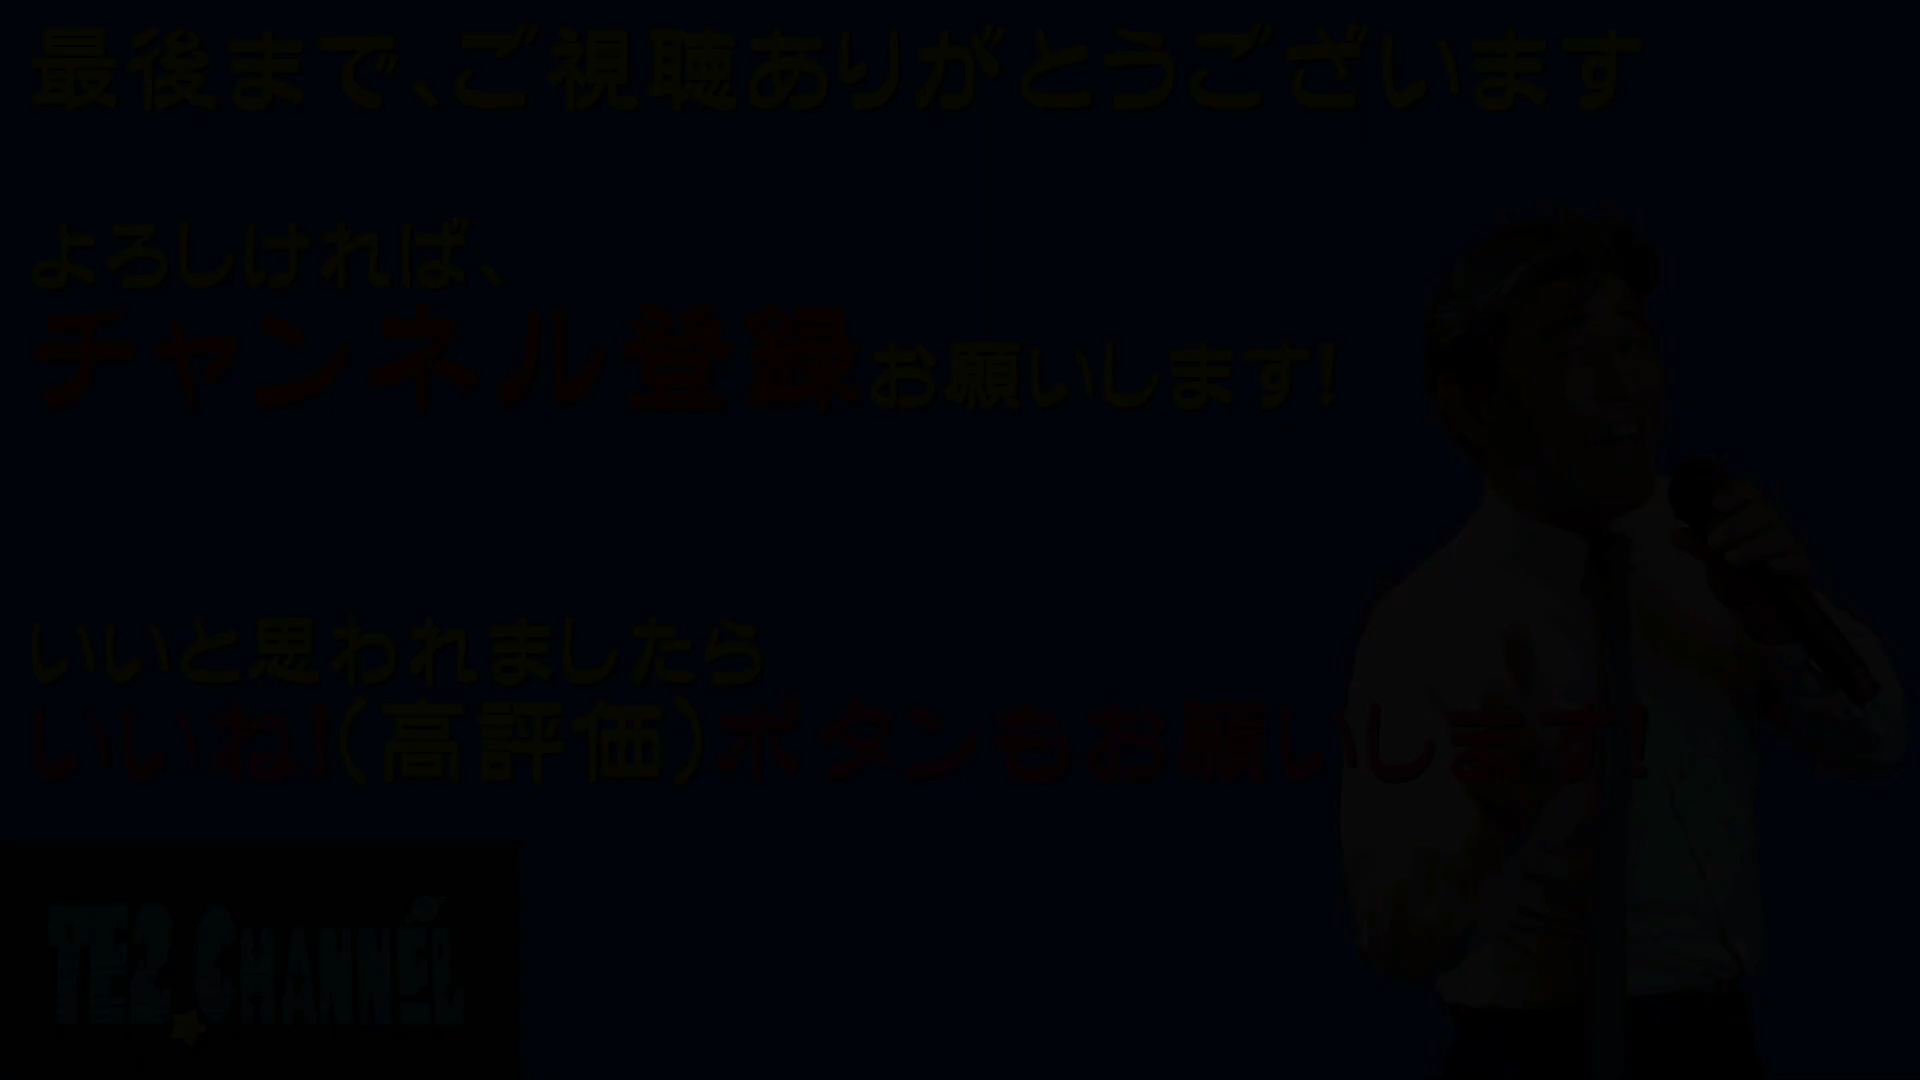 最後まで、ご視聴ありがとうございます
よろしければ、
チャンネル登録お願いします!
いいと思われましたら
いいね!(高評価)ボタンもお願いします!
TE2 CHANNEL